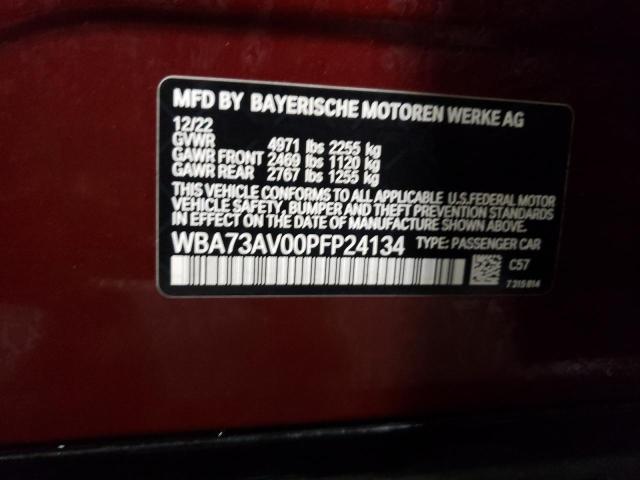 MFD BY BAYERISCHE MOTOREN WERKE AG
12/22
GVWR 4971 lbs 2255 kg
GAWR FRONT 2469 lbs 1120 kg
GAWR REAR 2767 lbs 1255 kg
THIS VEHICLE CONFORMS TO ALL APPLICABLE U.S.FEDERAL MOTOR
VEHICLE SAFETY, BUMPER AND THEFT PREVENTION STANDARDS IN
EFFECT ON THE DATE OF MANUFACTURE SHOWN ABOVE.
WBA73AV00PFP24134 TYPE: PASSENGER CAR
C57
7 315 814